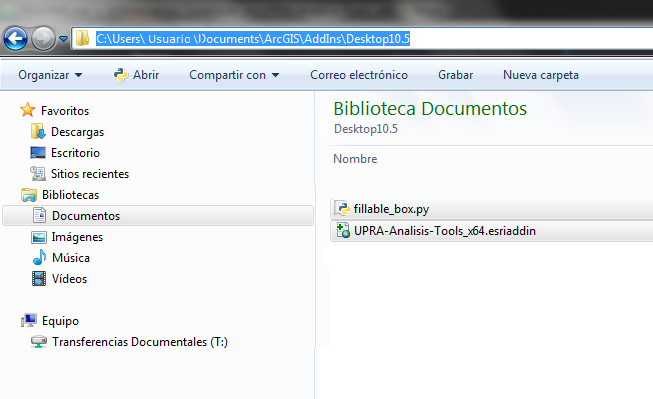 C:\Users\ Usuario \Documents\ArcGIS\AddIns\Desktop10.5
Organizar Abrir Compartir con Correo electrónico Grabar Nueva carpeta
Favoritos
Descargas
Escritorio
Sitios recientes
Bibliotecas
Documentos
Imágenes
Música
Vídeos
Equipo
Transferencias Documentales (T:)
Biblioteca Documentos
Desktop10.5
Nombre
fillable_box.py
UPRA-Analisis-Tools_x64.esriaddin